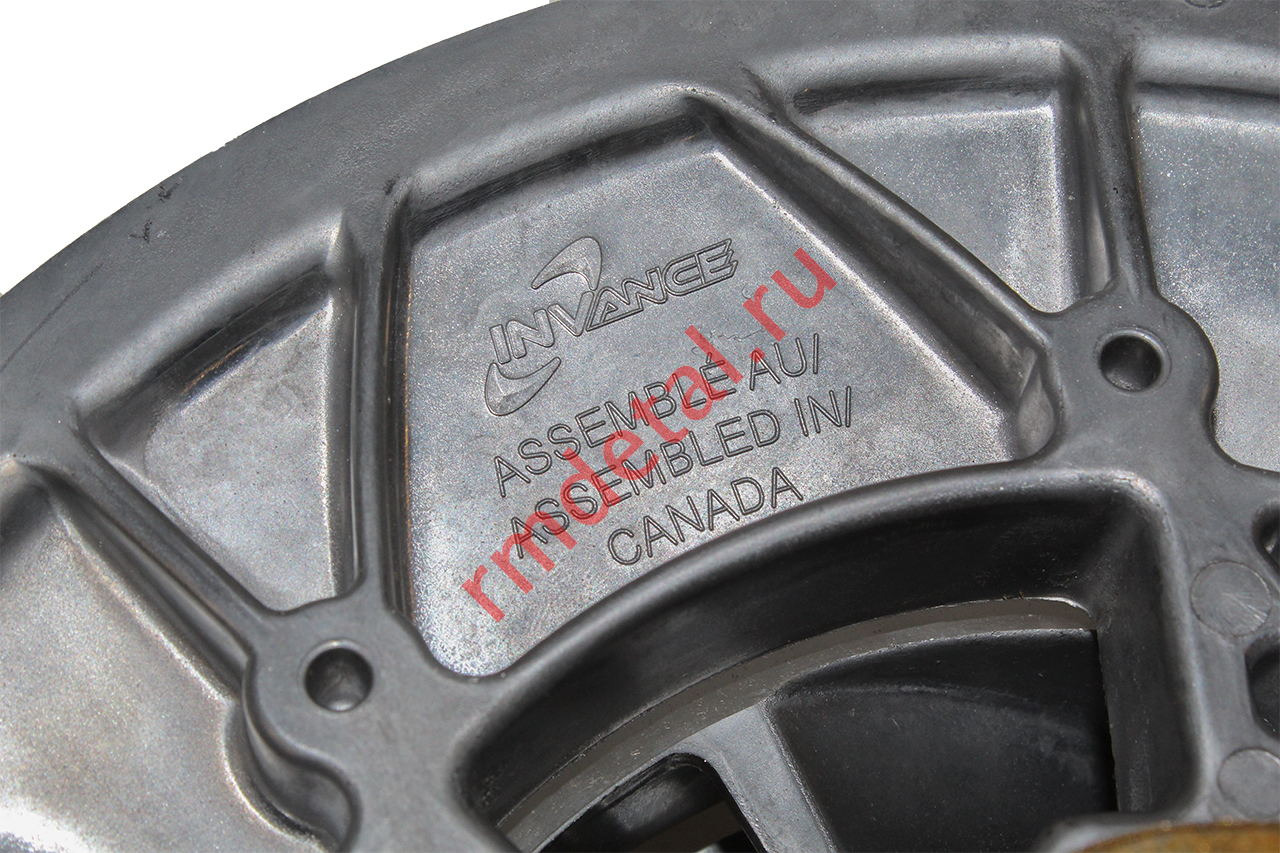 INVANCE
ASSEMBLÉ AU/
ASSEMBLED IN/
CANADA
rmdetal.ru